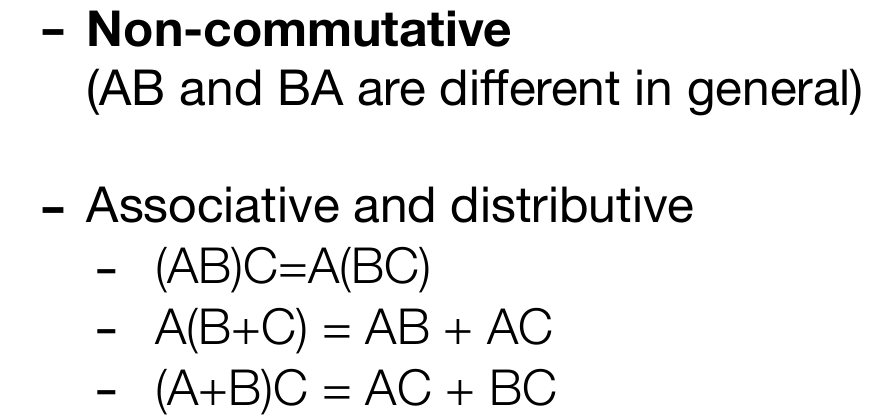 - Non-commutative
(AB and BA are different in general)
- Associative and distributive
- (AB)C=A(BC)
- A(B+C) = AB + AC
- (A+B)C = AC + BC